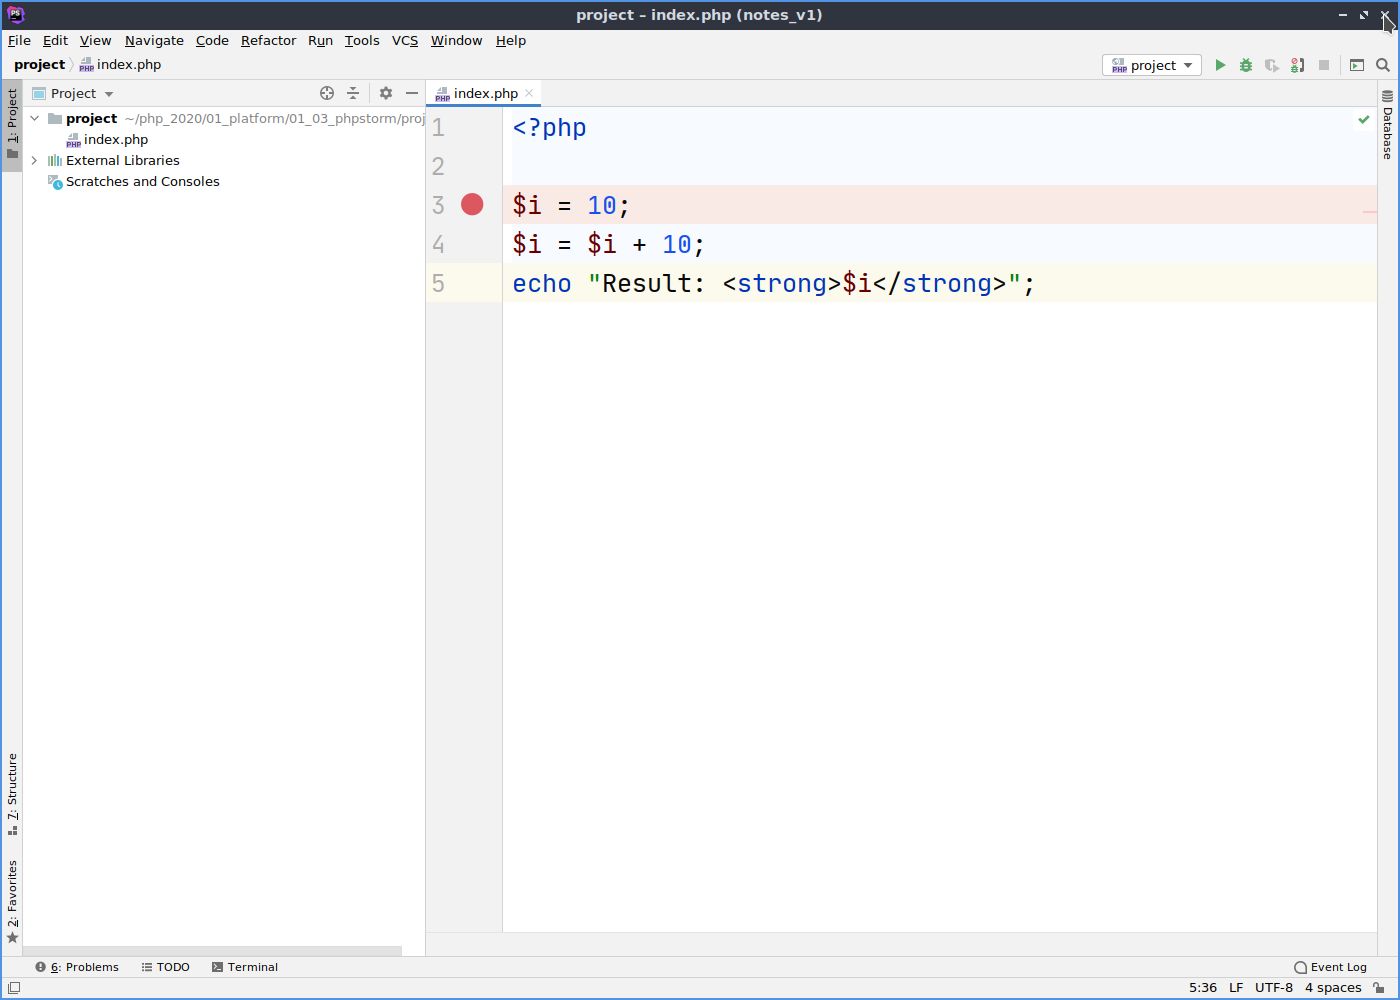 project – index.php (notes_v1)
File Edit View Navigate Code Refactor Run Tools VCS Window Help
project index.php
project
1: Project
Project
index.php
project ~/php_2020/01_platform/01_03_phpstorm/proj
index.php
External Libraries
Scratches and Consoles
1 <?php
2
3 $i = 10;
4 $i = $i + 10;
5 echo "Result: <strong>$i</strong>";
Database
7: Structure
2: Favorites
6: Problems TODO Terminal Event Log
5:36 LF UTF-8 4 spaces